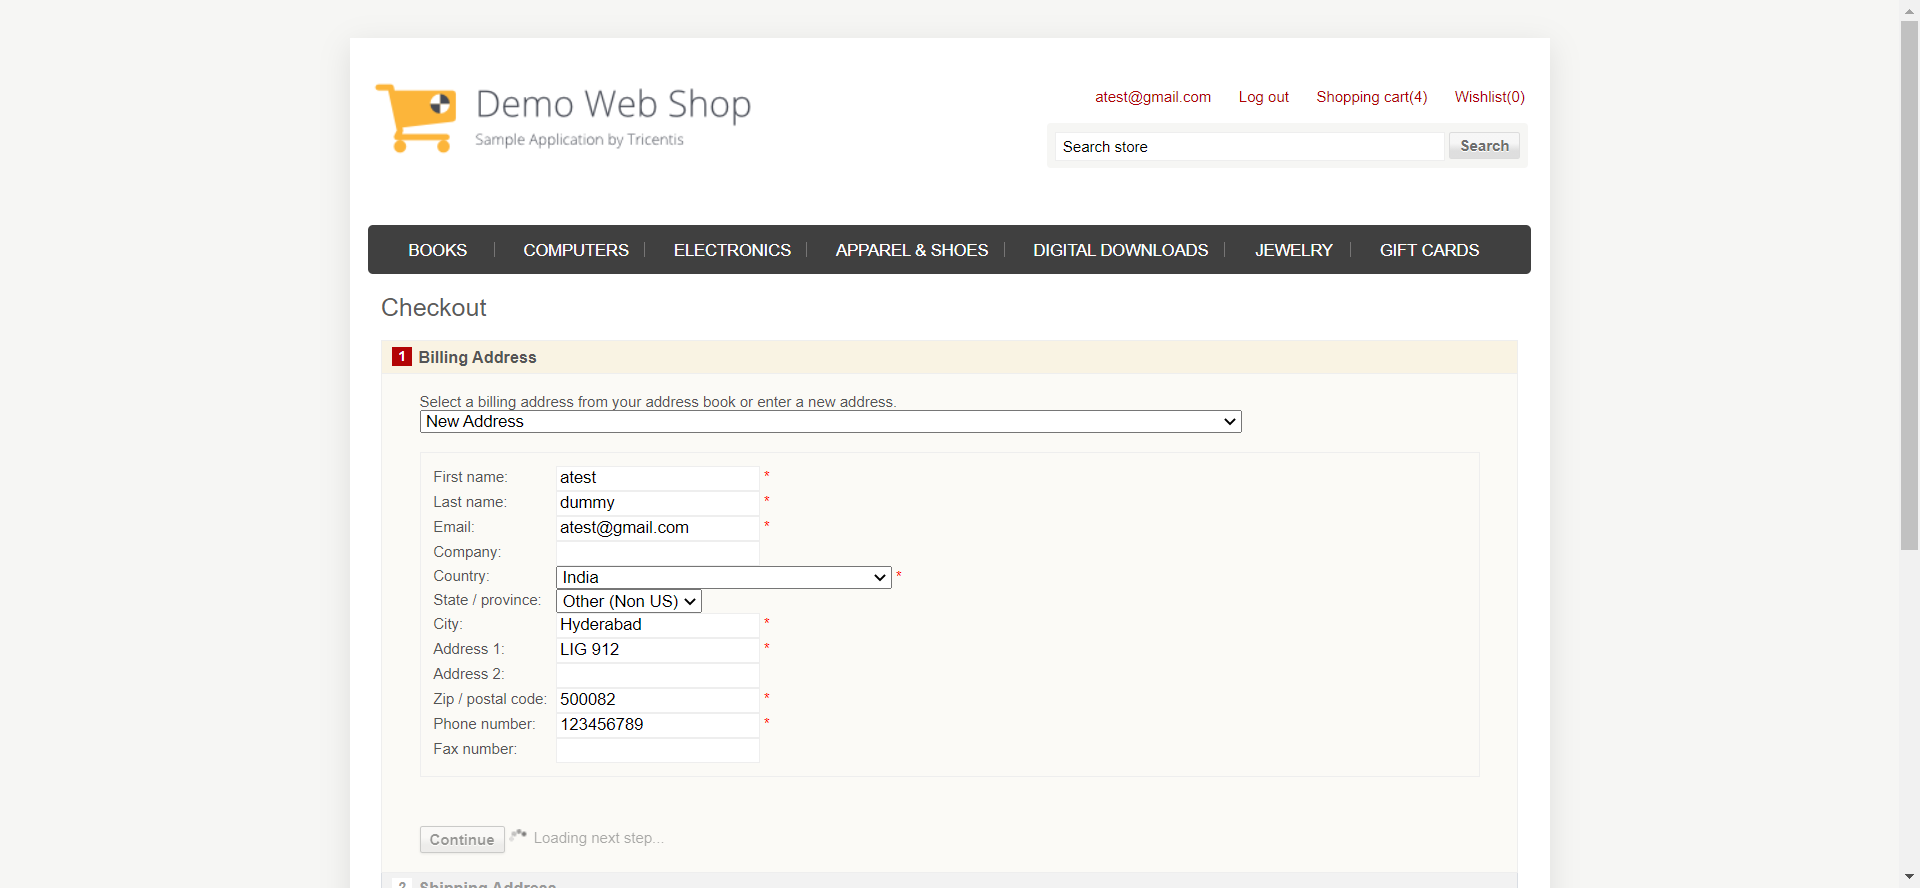 Demo Web Shop
Sample Application by Tricentis
atest@gmail.com Log out Shopping cart(4) Wishlist(0)
Search store Search
BOOKS COMPUTERS ELECTRONICS APPAREL & SHOES DIGITAL DOWNLOADS JEWELRY GIFT CARDS
Checkout
1 Billing Address
Select a billing address from your address book or enter a new address.
New Address
First name: atest *
Last name: dummy *
Email: atest@gmail.com *
Company:
Country: India *
State / province: Other (Non US)
City: Hyderabad *
Address 1: LIG 912 *
Address 2:
Zip / postal code: 500082 *
Phone number: 123456789 *
Fax number:
Continue Loading next step...
2 Shipping Address